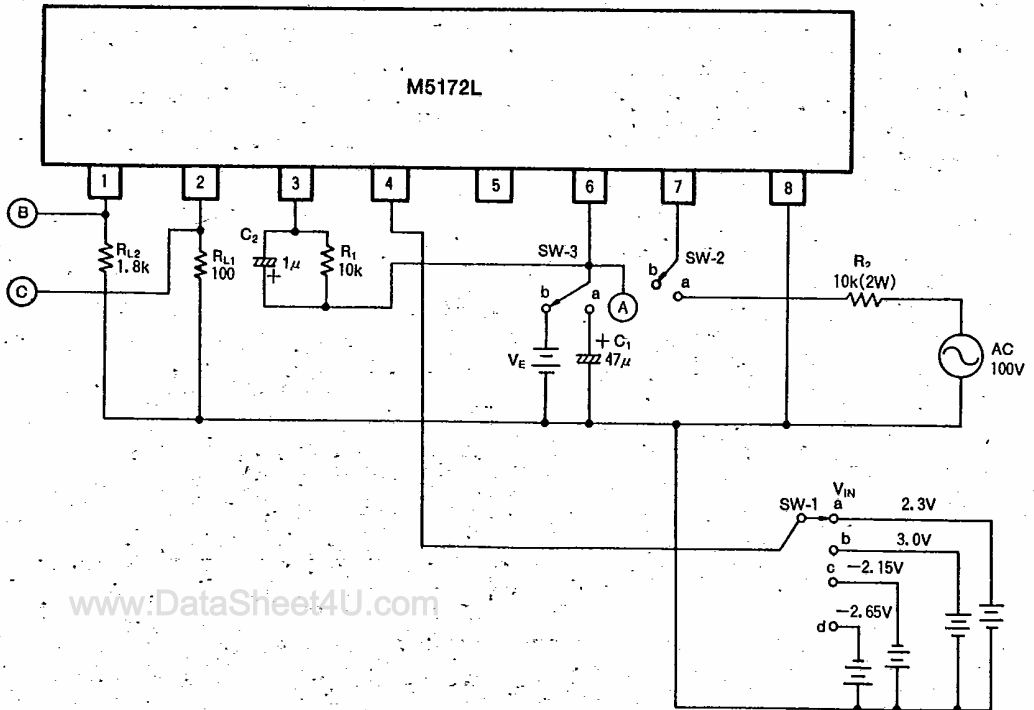 M5172L
1 2 3 4 5 6 7 8
B
C
RL2
1.8k
RL1
100
C2
1μ
+
R1
10k
SW-3
b
a
A
VE
+ C1
47μ
SW-2
b
a
R2
10k(2W)
AC
100V
SW-1
VIN
a
2.3V
b
3.0V
c
-2.15V
d
-2.65V
www.DataSheet4U.com